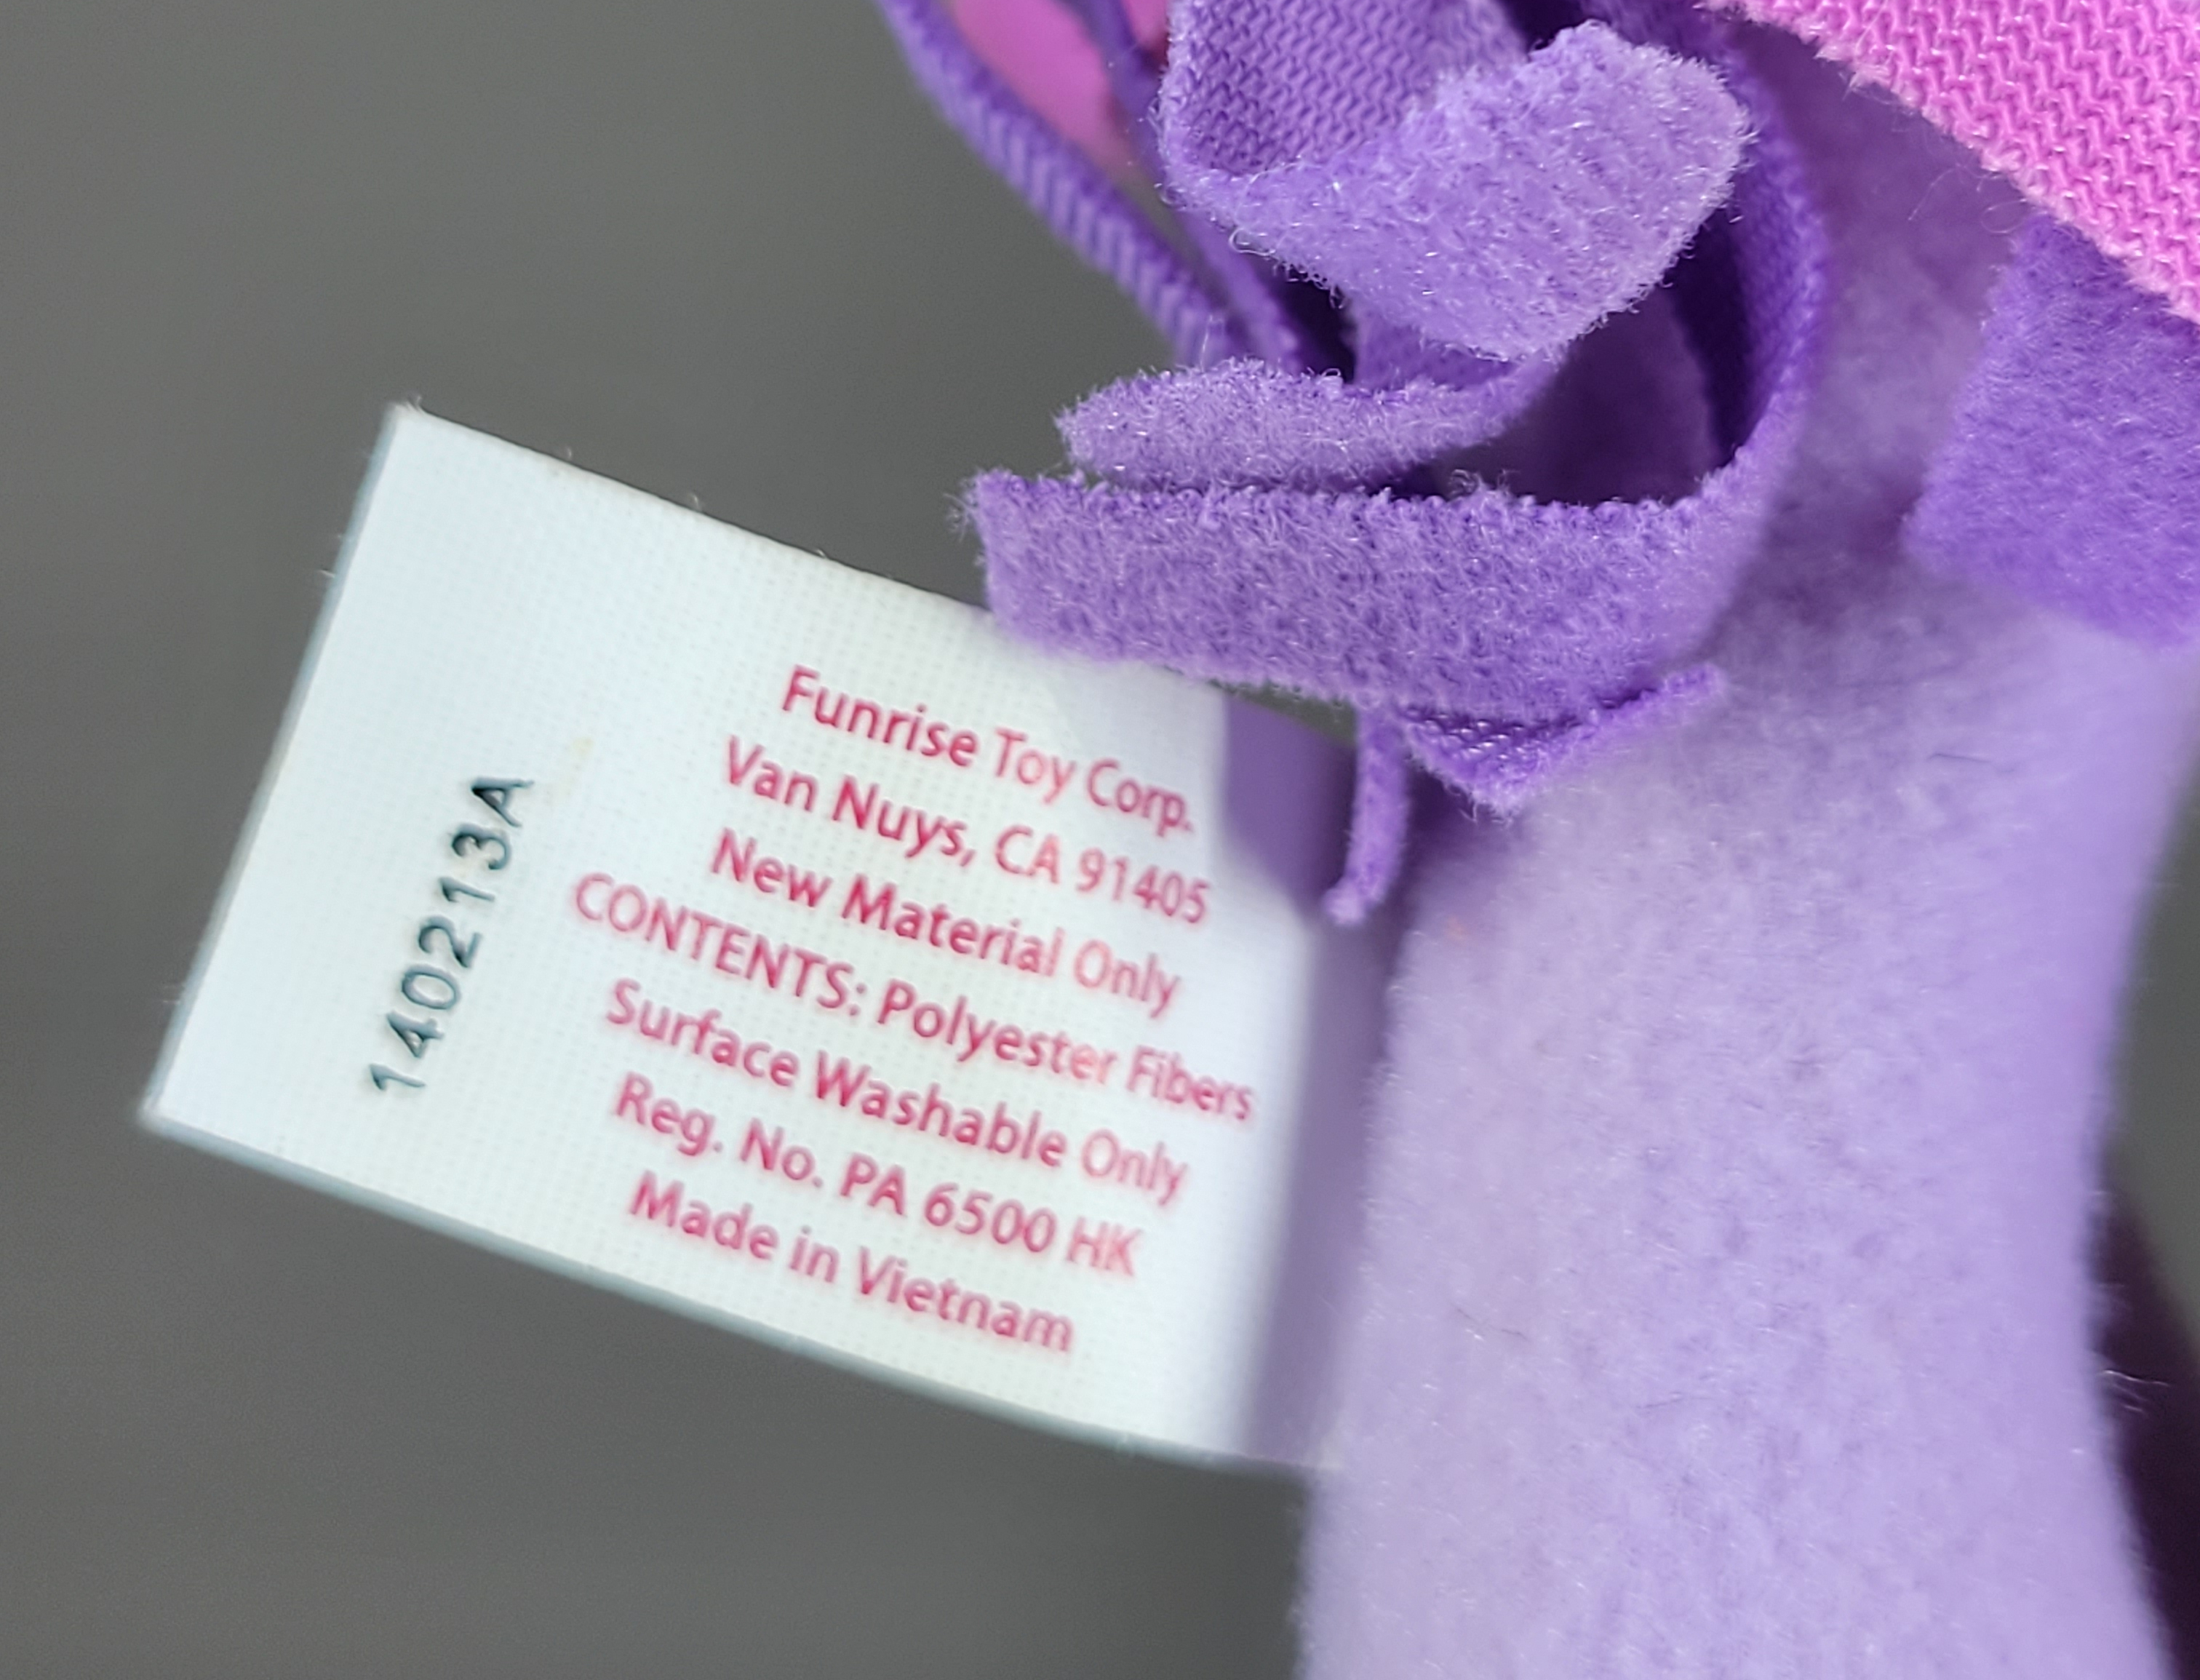 Funrise Toy Corp.
Van Nuys, CA 91405
New Material Only
CONTENTS: Polyester Fibers
Surface Washable Only
Reg. No. PA 6500 HK
Made in Vietnam
140213A